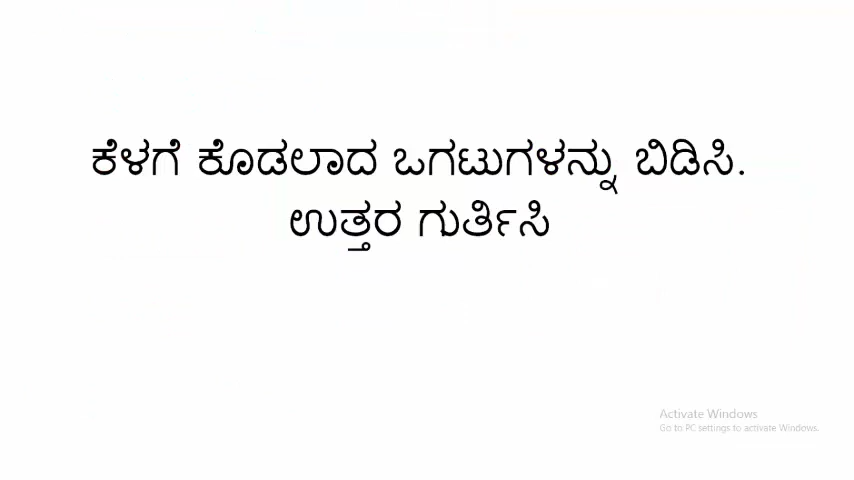 ಕೆಳಗೆ ಕೊಡಲಾದ ಒಗಟುಗಳನ್ನು ಬಿಡಿಸಿ.
ಉತ್ತರ ಗುರ್ತಿಸಿ
Activate Windows
Go to PC settings to activate Windows.